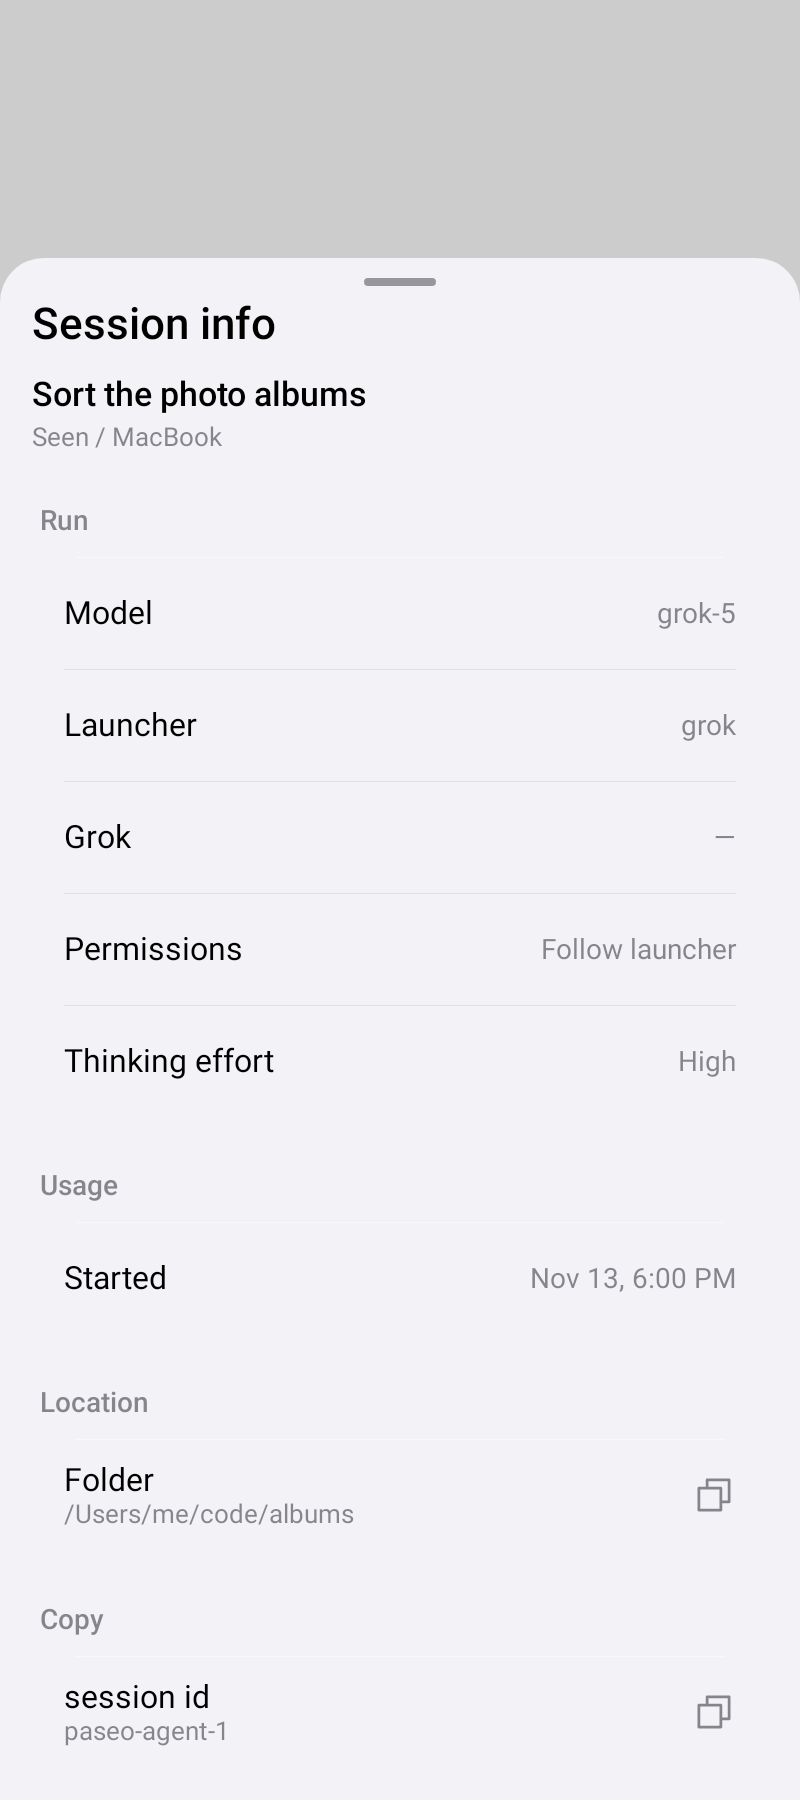 Session info
Sort the photo albums
Seen / MacBook
Run
Model grok-5
Launcher grok
Grok —
Permissions Follow launcher
Thinking effort High
Usage
Started Nov 13, 6:00 PM
Location
Folder
/Users/me/code/albums
Copy
session id
paseo-agent-1